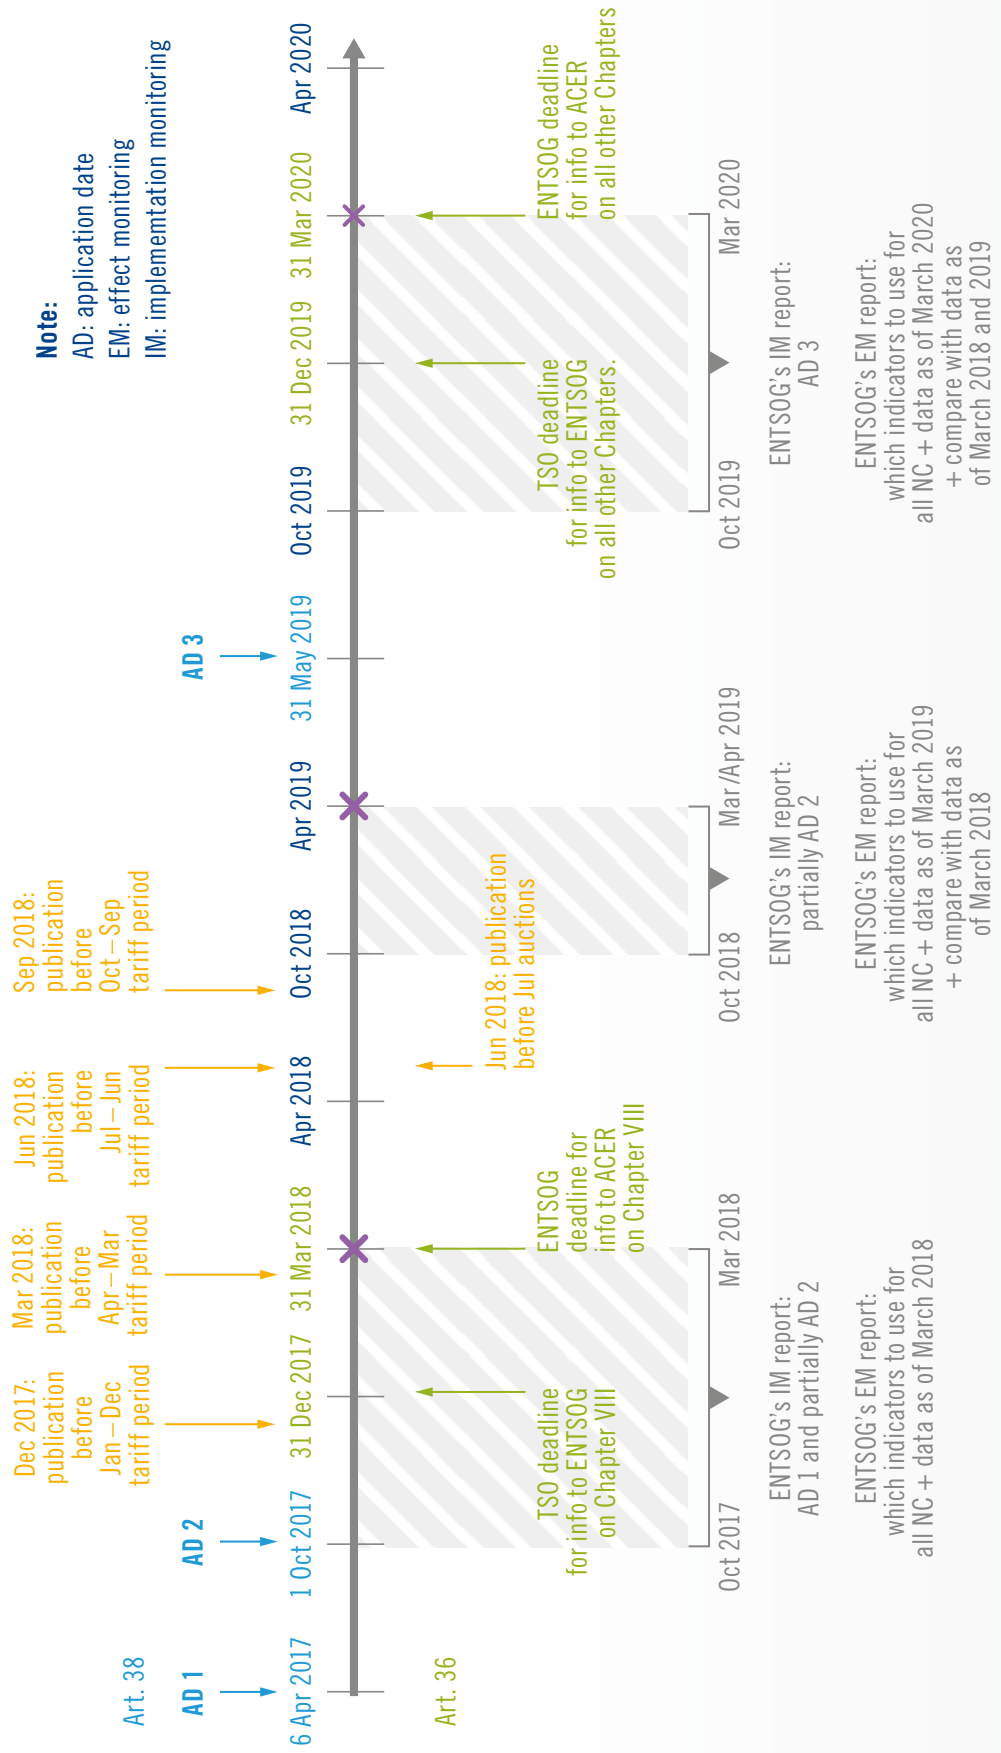 Note:
AD: application date
EM: effect monitoring
IM: implememtation monitoring
Art. 38
AD 1
AD 2
AD 3
Dec 2017:
publication
before
Jan – Dec
tariff period
Mar 2018:
publication
before
Apr – Mar
tariff period
Jun 2018:
publication
before
Jul – Jun
tariff period
Sep 2018:
publication
before
Oct – Sep
tariff period
6 Apr 2017
1 Oct 2017
31 Dec 2017
31 Mar 2018
Apr 2018
Oct 2018
Apr 2019
31 May 2019
Oct 2019
31 Dec 2019
31 Mar 2020
Apr 2020
Art. 36
TSO deadline
for info to ENTSOG
on Chapter VIII
ENTSOG
deadline for
info to ACER
on Chapter VIII
Jun 2018: publication
before Jul auctions
TSO deadline
for info to ENTSOG
on all other Chapters.
ENTSOG deadline
for info to ACER
on all other Chapters
Oct 2017
Mar 2018
Oct 2018
Mar/Apr 2019
Oct 2019
Mar 2020
ENTSOG’s IM report:
AD 1 and partially AD 2
ENTSOG’s EM report:
which indicators to use for
all NC + data as of March 2018
ENTSOG’s IM report:
partially AD 2
ENTSOG’s EM report:
which indicators to use for
all NC + data as of March 2019
+ compare with data as
of March 2018
ENTSOG’s IM report:
AD 3
ENTSOG’s EM report:
which indicators to use for
all NC + data as of March 2020
+ compare with data as
of March 2018 and 2019